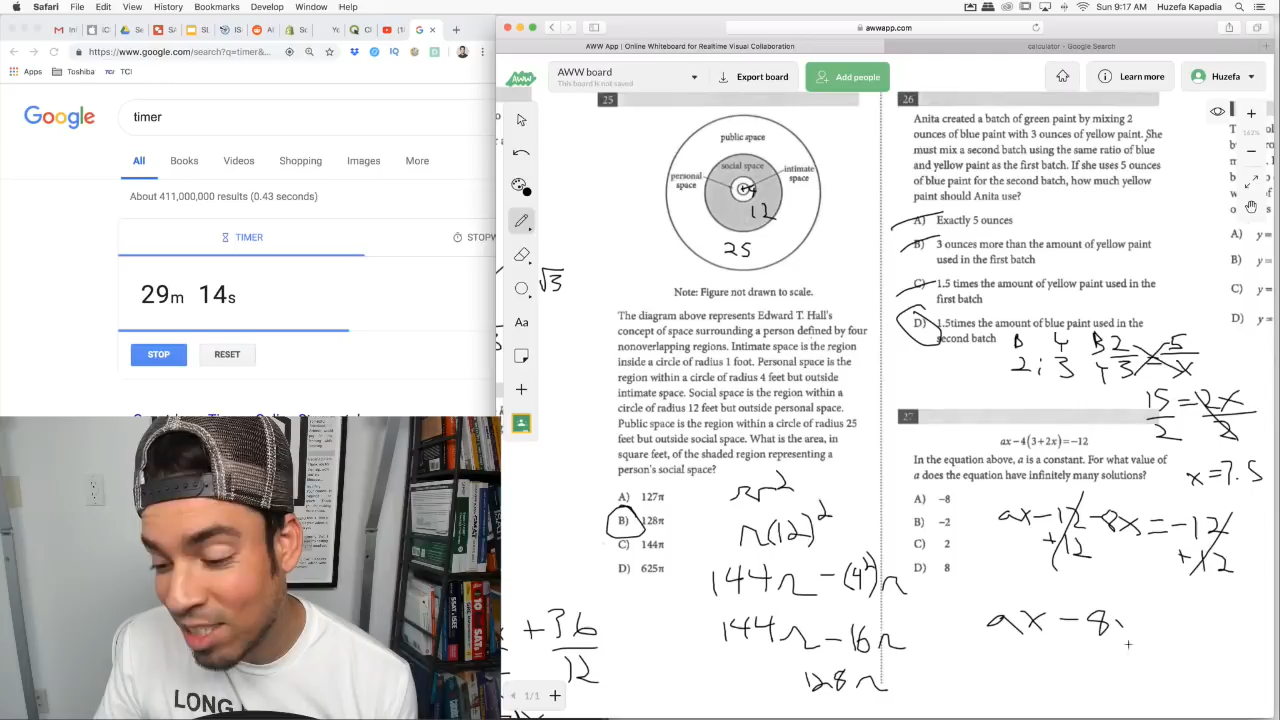 Safari File Edit View History Bookmarks Develop Window Help
Sun 9:17 AM Huzefa Kapadia
https://www.google.com/search?q=timer&...
Apps Toshiba TCI
Google
timer
All Books Videos Shopping Images More
About 411,000,000 results (0.43 seconds)
TIMER STOPW
29m 14s
STOP RESET
awwapp.com
AWW App | Online Whiteboard for Realtime Visual Collaboration
calculator - Google Search
AWW board
This board is not saved
Export board
Add people
Learn more
Huzefa
Aa
1/1
162%
25
public space
social space
personal space
intimate space
4
12
25
√3
Note: Figure not drawn to scale.
The diagram above represents Edward T. Hall's
concept of space surrounding a person defined by four
nonoverlapping regions. Intimate space is the region
inside a circle of radius 1 foot. Personal space is the
region within a circle of radius 4 feet but outside
intimate space. Social space is the region within a
circle of radius 12 feet but outside personal space.
Public space is the region within a circle of radius 25
feet but outside social space. What is the area, in
square feet, of the shaded region representing a
person's social space?
A) 127π
B) 128π
C) 144π
D) 625π
πr²
π(12)²
144π - (4²)π
144π - 16π
128π
+36
12
26
Anita created a batch of green paint by mixing 2
ounces of blue paint with 3 ounces of yellow paint. She
must mix a second batch using the same ratio of blue
and yellow paint as the first batch. If she uses 5 ounces
of blue paint for the second batch, how much yellow
paint should Anita use?
A) Exactly 5 ounces
B) 3 ounces more than the amount of yellow paint
used in the first batch
C) 1.5 times the amount of yellow paint used in the
first batch
D) 1.5times the amount of blue paint used in the
second batch
B Y
2 : 3
B 2 = 5
Y 3 x
15 = 2x
2 2
x = 7.5
27
ax-4(3+2x)=-12
In the equation above, a is a constant. For what value of
a does the equation have infinitely many solutions?
A) -8
B) -2
C) 2
D) 8
ax - 12 - 8x = -12
+12 +12
ax - 8x
A) y=
B) y=
C) y=
D) y=
LONG